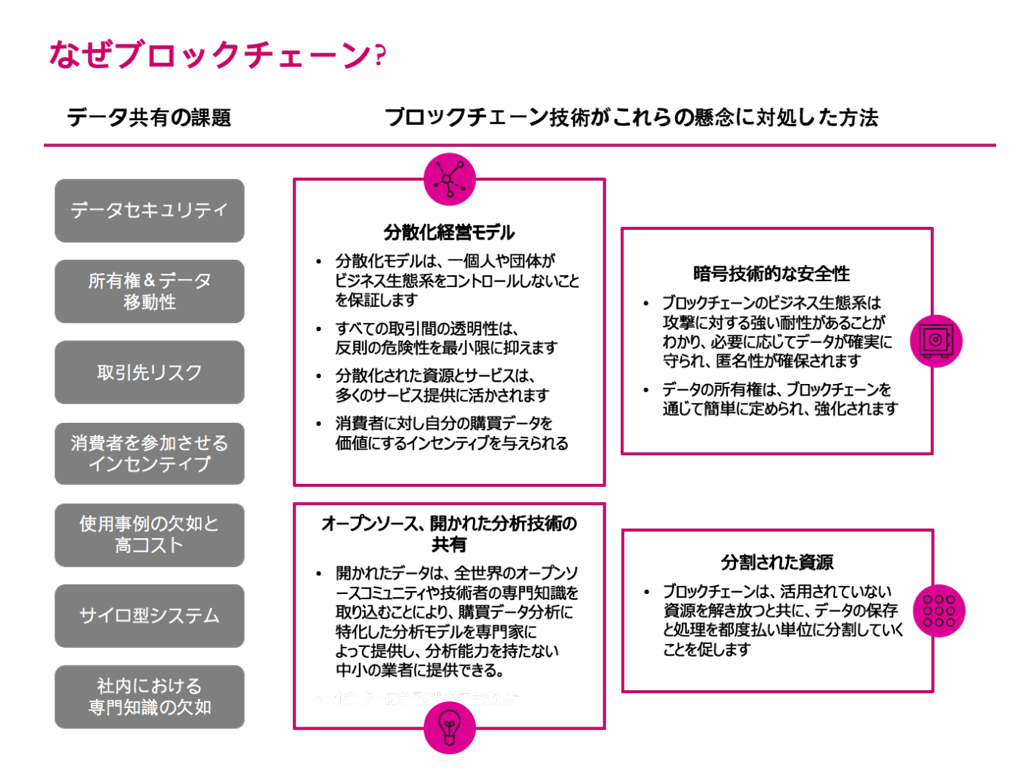 なぜブロックチェーン?
データ共有の課題
ブロックチェーン技術がこれらの懸念に対処した方法
データセキュリティ
所有権＆データ
移動性
取引先リスク
消費者を参加させる
インセンティブ
使用事例の欠如と
高コスト
サイロ型システム
社内における
専門知識の欠如
分散化経営モデル
• 分散化モデルは、一個人や団体が
ビジネス生態系をコントロールしないこと
を保証します
• すべての取引間の透明性は、
反則の危険性を最小限に抑えます
• 分散化された資源とサービスは、
多くのサービス提供に活かされます
• 消費者に対し自分の購買データを
価値にするインセンティブを与えられる
暗号技術的な安全性
• ブロックチェーンのビジネス生態系は
攻撃に対する強い耐性があることが
わかり、必要に応じてデータが確実に
守られ、匿名性が確保されます
• データの所有権は、ブロックチェーンを
通じて簡単に定められ、強化されます
オープンソース、開かれた分析技術の
共有
• 開かれたデータは、全世界のオープンソ
ースコミュニティや技術者の専門知識を
取り込むことにより、購買データ分析に
特化した分析モデルを専門家に
よって提供し、分析能力を持たない
中小の業者に提供できる。
分割された資源
• ブロックチェーンは、活用されていない
資源を解き放つと共に、データの保存
と処理を都度払い単位に分割していく
ことを促します